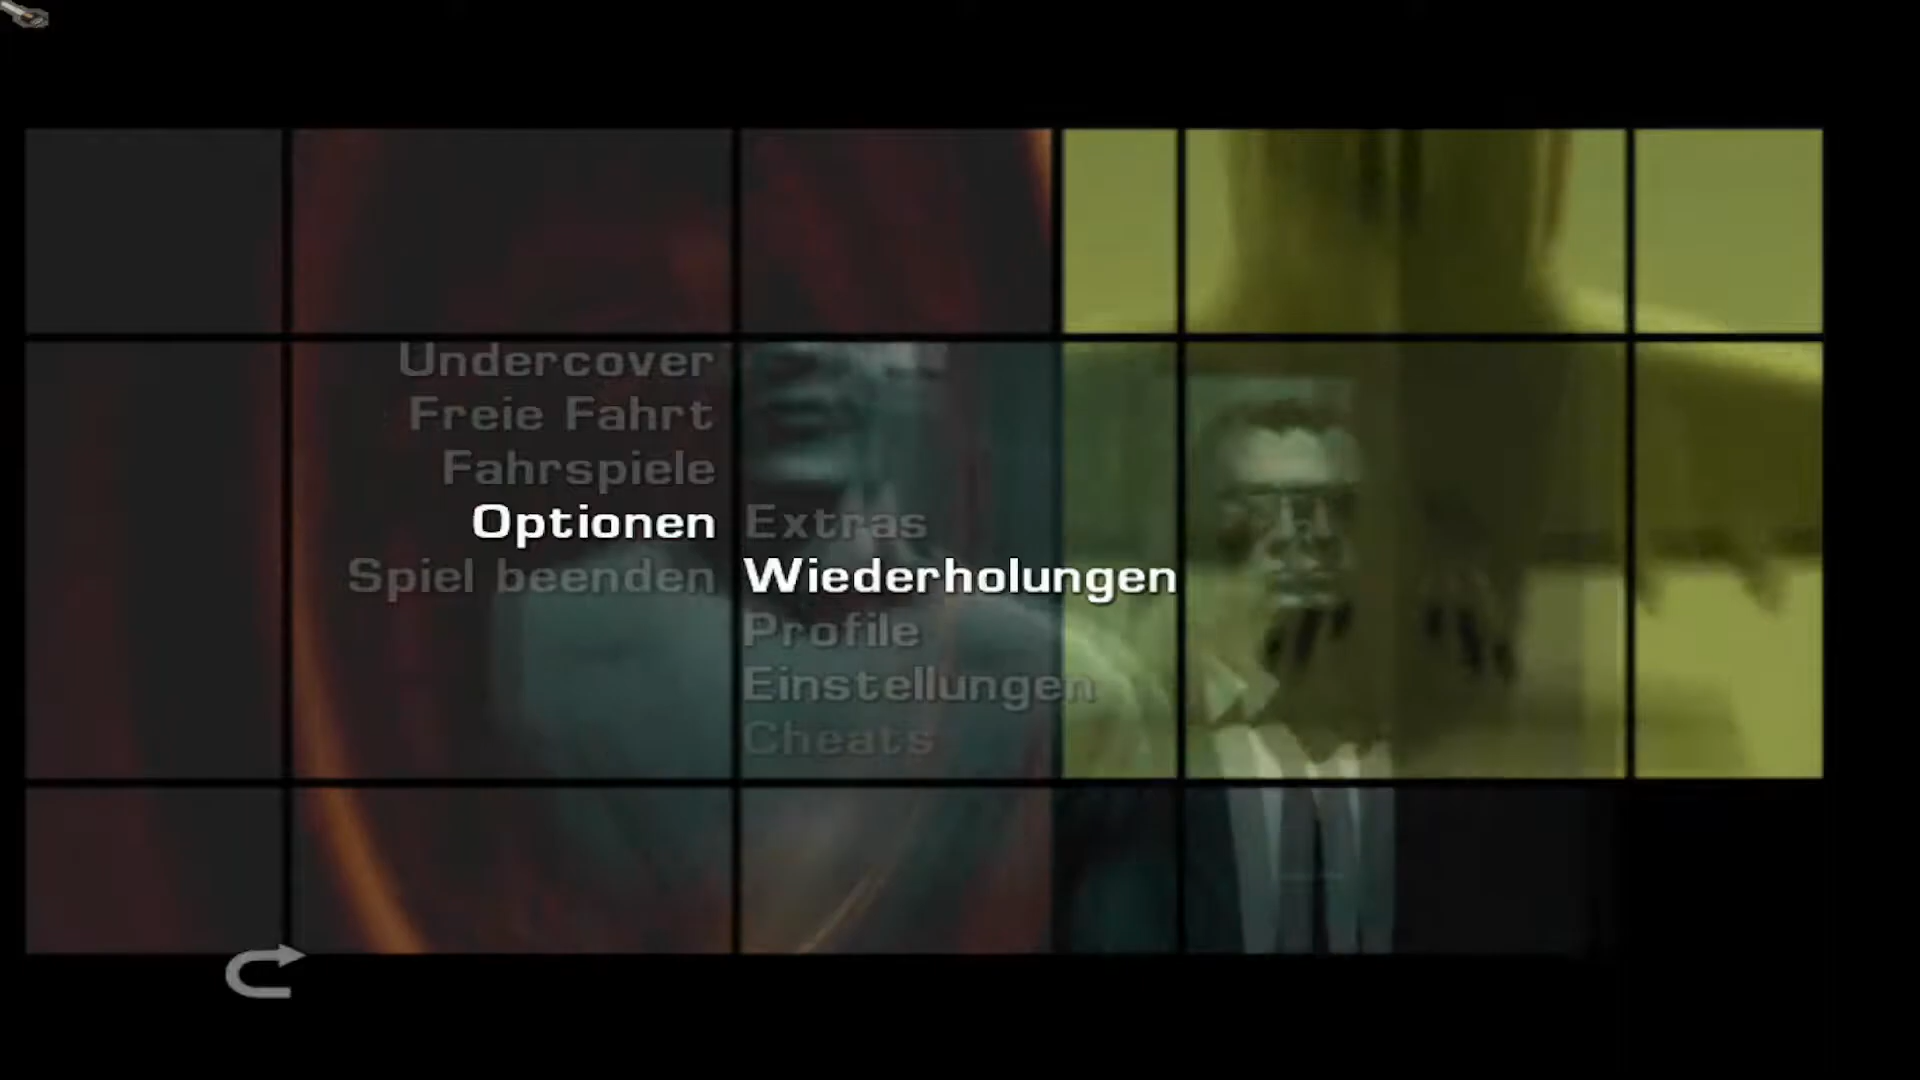 Undercover
Freie Fahrt
Fahrspiele
Optionen
Spiel beenden
Extras
Wiederholungen
Profile
Einstellungen
Cheats